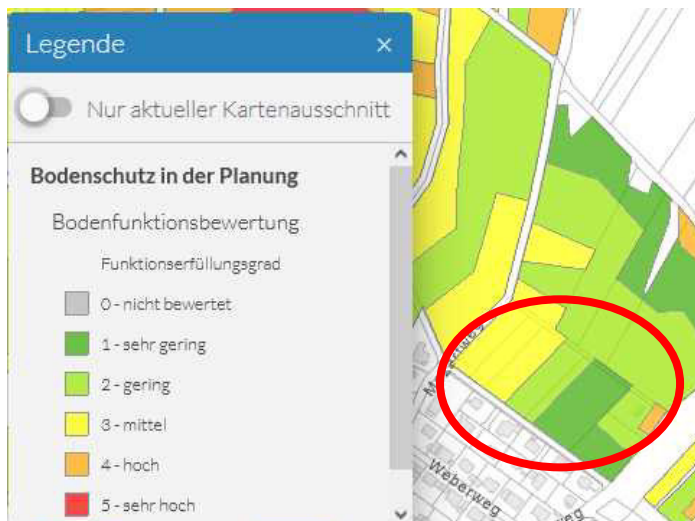 Legende ×
Nur aktueller Kartenausschnitt
Bodenschutz in der Planung
Bodenfunktionsbewertung
Funktionserfüllungsgrad
0 - nicht bewertet
1 - sehr gering
2 - gering
3 - mittel
4 - hoch
5 - sehr hoch
Weberweg